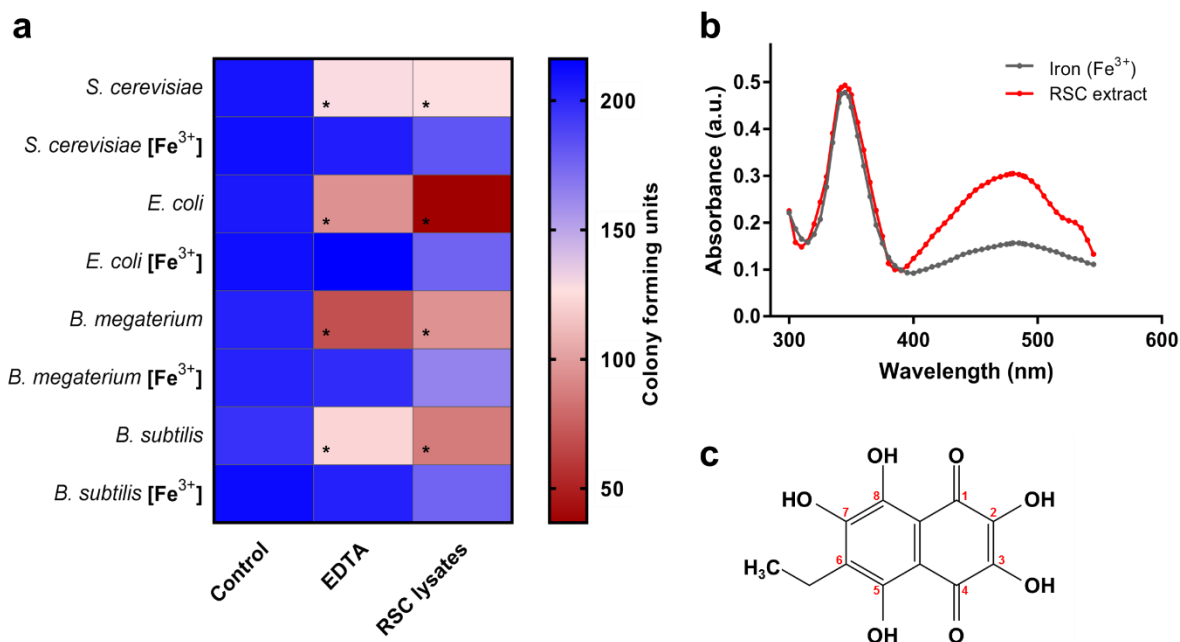 a
S. cerevisiae
S. cerevisiae [Fe³⁺]
E. coli
E. coli [Fe³⁺]
B. megaterium
B. megaterium [Fe³⁺]
B. subtilis
B. subtilis [Fe³⁺]
* *
* *
* *
* *
Control
EDTA
RSC lysates
200
150
100
50
Colony forming units
b
Iron (Fe³⁺)
RSC extract
Absorbance (a.u.)
0.5
0.4
0.3
0.2
0.1
0.0
300 400 500 600
Wavelength (nm)
c
OH O
8 1
HO 7 2 OH
H₃C 6 3 OH
5 4
OH O